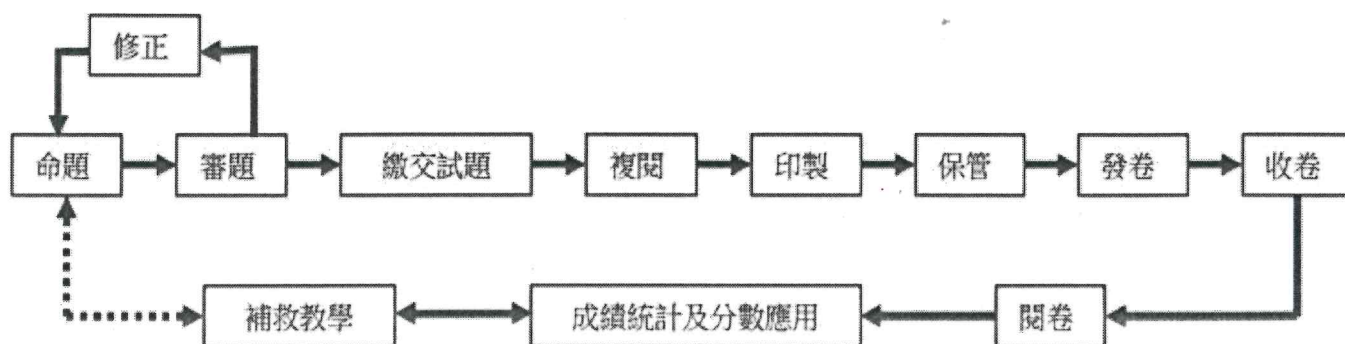 修正
命題
審題
繳交試題
複閱
印製
保管
發卷
收卷
補救教學
成績統計及分數應用
閱卷